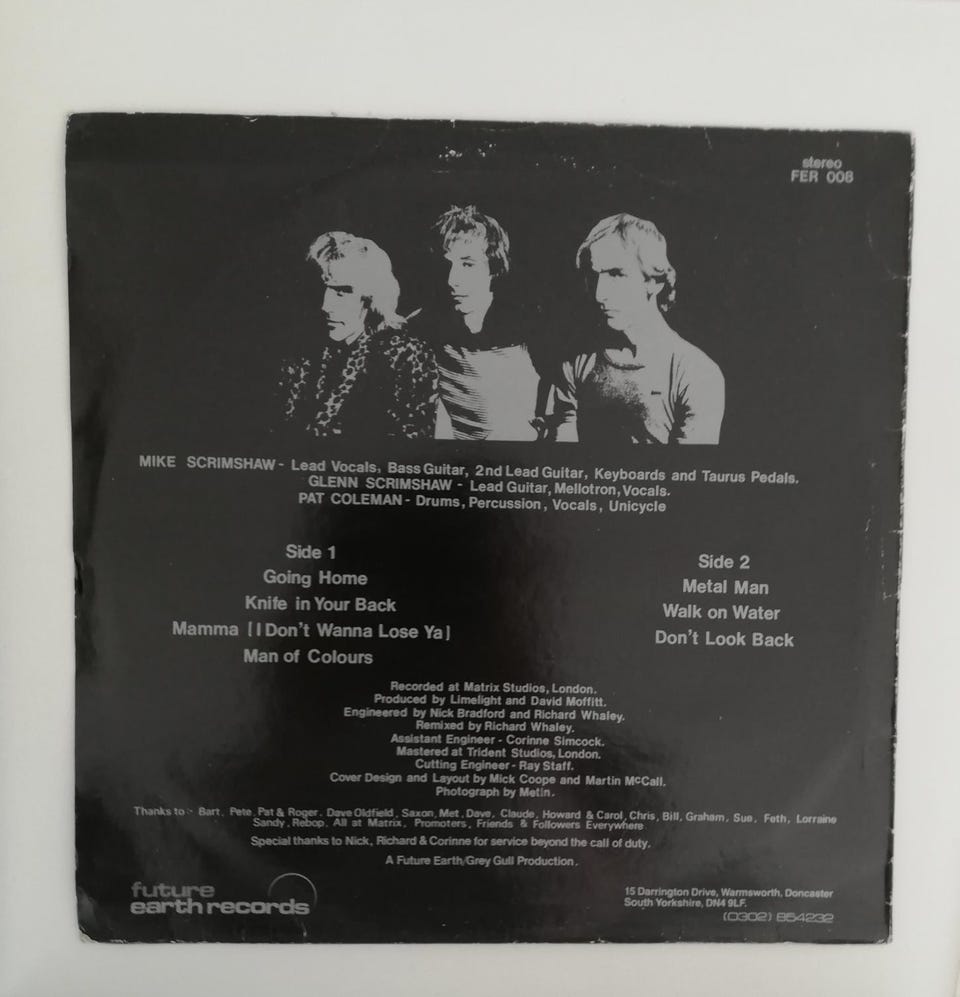 stereo
FER 008
MIKE SCRIMSHAW - Lead Vocals, Bass Guitar, 2nd Lead Guitar, Keyboards and Taurus Pedals.
GLENN SCRIMSHAW - Lead Guitar, Mellotron, Vocals.
PAT COLEMAN - Drums, Percussion, Vocals, Unicycle
Side 1
Going Home
Knife in Your Back
Mamma [I Don't Wanna Lose Ya]
Man of Colours
Side 2
Metal Man
Walk on Water
Don't Look Back
Recorded at Matrix Studios, London.
Produced by Limelight and David Moffitt.
Engineered by Nick Bradford and Richard Whaley.
Remixed by Richard Whaley.
Assistant Engineer - Corinne Simcock.
Mastered at Trident Studios, London.
Cutting Engineer - Ray Staff.
Cover Design and Layout by Mick Coope and Martin McCall.
Photograph by Metin.
Thanks to :- Bart, Pete, Pat & Roger, Dave Oldfield, Saxon, Met, Dave, Claude, Howard & Carol, Chris, Bill, Graham, Sue, Feth, Lorraine
Sandy, Rebop, All at Matrix, Promoters, Friends & Followers Everywhere
Special thanks to Nick, Richard & Corinne for service beyond the call of duty.
A Future Earth/Grey Gull Production.
future
earth records
15 Darrington Drive, Warmsworth, Doncaster
South Yorkshire, DN4 9LF.
(0302) 854232